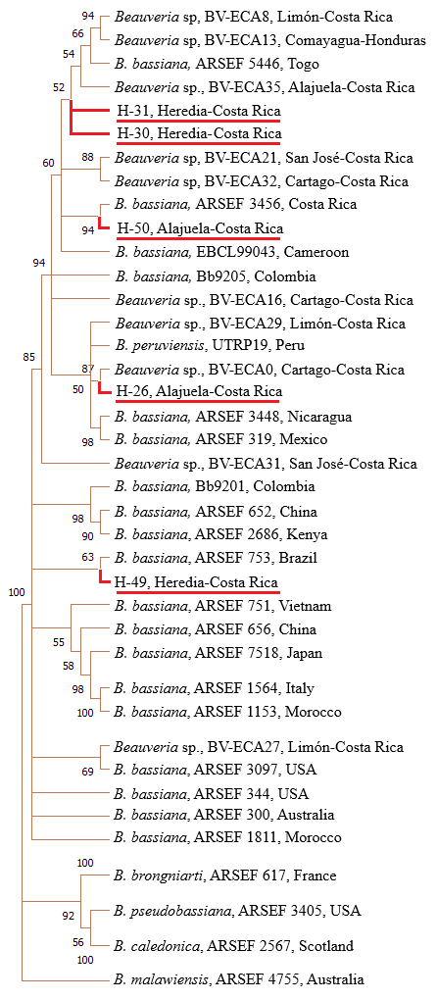 94
Beauveria sp, BV-ECA8, Limón-Costa Rica
66
Beauveria sp, BV-ECA13, Comayagua-Honduras
54
B. bassiana, ARSEF 5446, Togo
52
Beauveria sp., BV-ECA35, Alajuela-Costa Rica
H-31, Heredia-Costa Rica
H-30, Heredia-Costa Rica
60
88
Beauveria sp, BV-ECA21, San José-Costa Rica
Beauveria sp, BV-ECA32, Cartago-Costa Rica
B. bassiana, ARSEF 3456, Costa Rica
94
H-50, Alajuela-Costa Rica
B. bassiana, EBCL99043, Cameroon
94
B. bassiana, Bb9205, Colombia
Beauveria sp., BV-ECA16, Cartago-Costa Rica
Beauveria sp., BV-ECA29, Limón-Costa Rica
B. peruviensis, UTRP19, Peru
85
87
Beauveria sp., BV-ECA0, Cartago-Costa Rica
50
H-26, Alajuela-Costa Rica
B. bassiana, ARSEF 3448, Nicaragua
98
B. bassiana, ARSEF 319, Mexico
Beauveria sp., BV-ECA31, San José-Costa Rica
B. bassiana, Bb9201, Colombia
98
B. bassiana, ARSEF 652, China
90
B. bassiana, ARSEF 2686, Kenya
63
B. bassiana, ARSEF 753, Brazil
H-49, Heredia-Costa Rica
100
B. bassiana, ARSEF 751, Vietnam
55
B. bassiana, ARSEF 656, China
58
B. bassiana, ARSEF 7518, Japan
98
B. bassiana, ARSEF 1564, Italy
100
B. bassiana, ARSEF 1153, Morocco
Beauveria sp., BV-ECA27, Limón-Costa Rica
69
B. bassiana, ARSEF 3097, USA
B. bassiana, ARSEF 344, USA
B. bassiana, ARSEF 300, Australia
B. bassiana, ARSEF 1811, Morocco
100
B. brongniarti, ARSEF 617, France
92
B. pseudobassiana, ARSEF 3405, USA
56
B. caledonica, ARSEF 2567, Scotland
100
B. malawiensis, ARSEF 4755, Australia